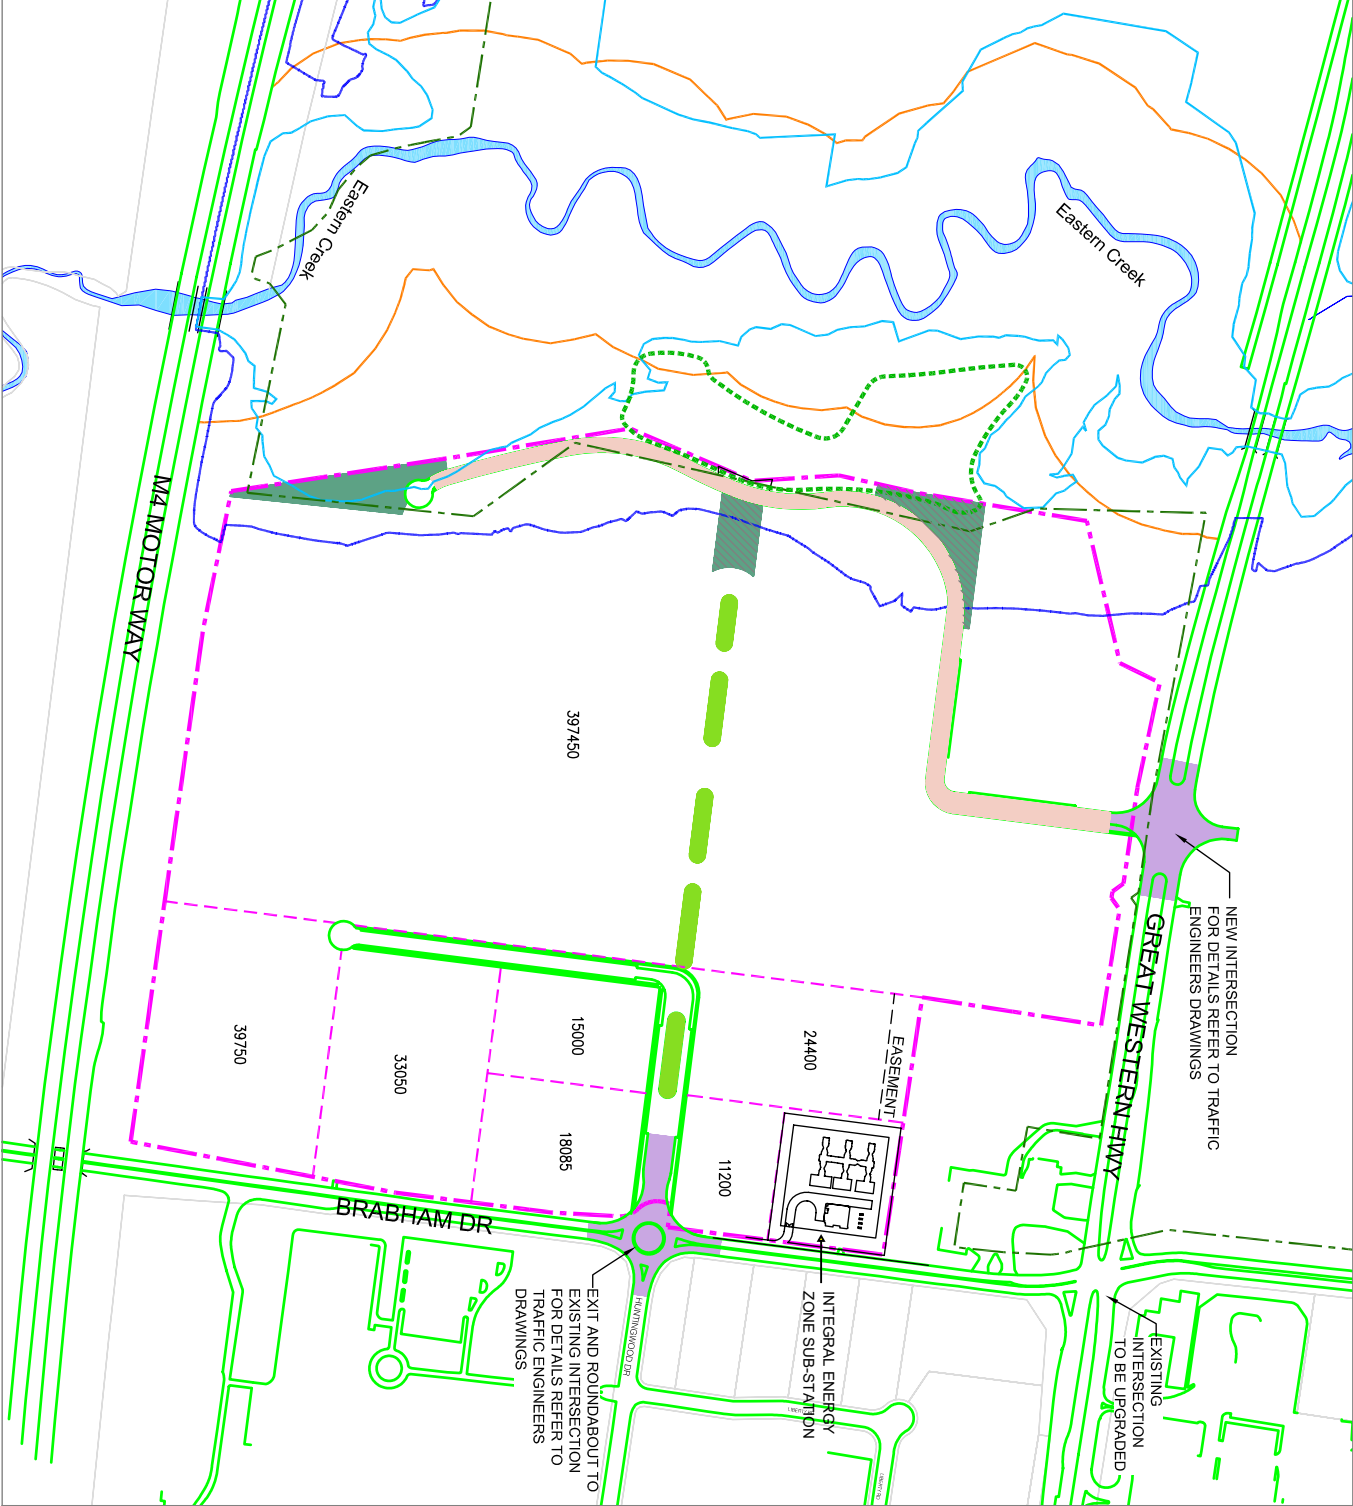 Eastern Creek
Eastern Creek
M4 MOTOR WAY
GREAT WESTERN HWY
NEW INTERSECTION
FOR DETAILS REFER TO TRAFFIC
ENGINEERS DRAWINGS
397450
39750
33050
15000
18085
24400
11200
EASEMENT
BRABHAM DR
HUNTINGWOOD DR
EXIT AND ROUNDABOUT TO
EXISTING INTERSECTION
FOR DETAILS REFER TO
TRAFFIC ENGINEERS
DRAWINGS
INTEGRAL ENERGY
ZONE SUB-STATION
EXISTING
INTERSECTION
TO BE UPGRADED